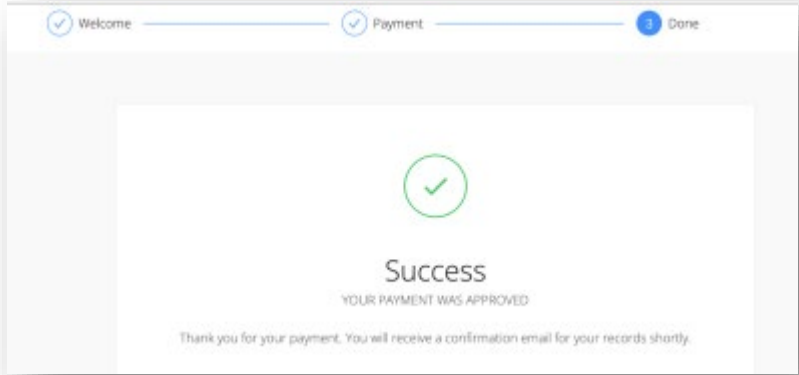 Welcome Payment 3 Done
Success
YOUR PAYMENT WAS APPROVED
Thank you for your payment. You will receive a confirmation email for your records shortly.